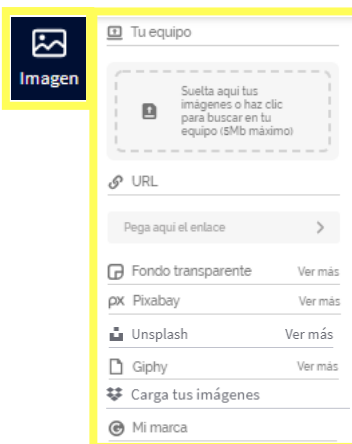 Imagen
Tu equipo
Suelta aquí tus
imágenes o haz clic
para buscar en tu
equipo (5Mb máximo)
URL
Pega aquí el enlace
Fondo transparente Ver más
px Pixabay Ver más
Unsplash Ver más
Giphy Ver más
Carga tus imágenes
Mi marca